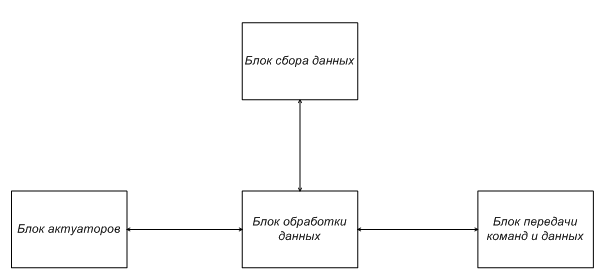 Блок сбора данных
Блок актуаторов
Блок обработки
данных
Блок передачи
команд и данных